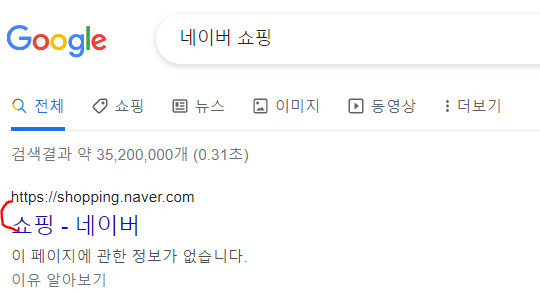 Google 네이버 쇼핑
전체 쇼핑 뉴스 이미지 동영상 더보기
검색결과 약 35,200,000개 (0.31초)
https://shopping.naver.com
쇼핑 - 네이버
이 페이지에 관한 정보가 없습니다.
이유 알아보기